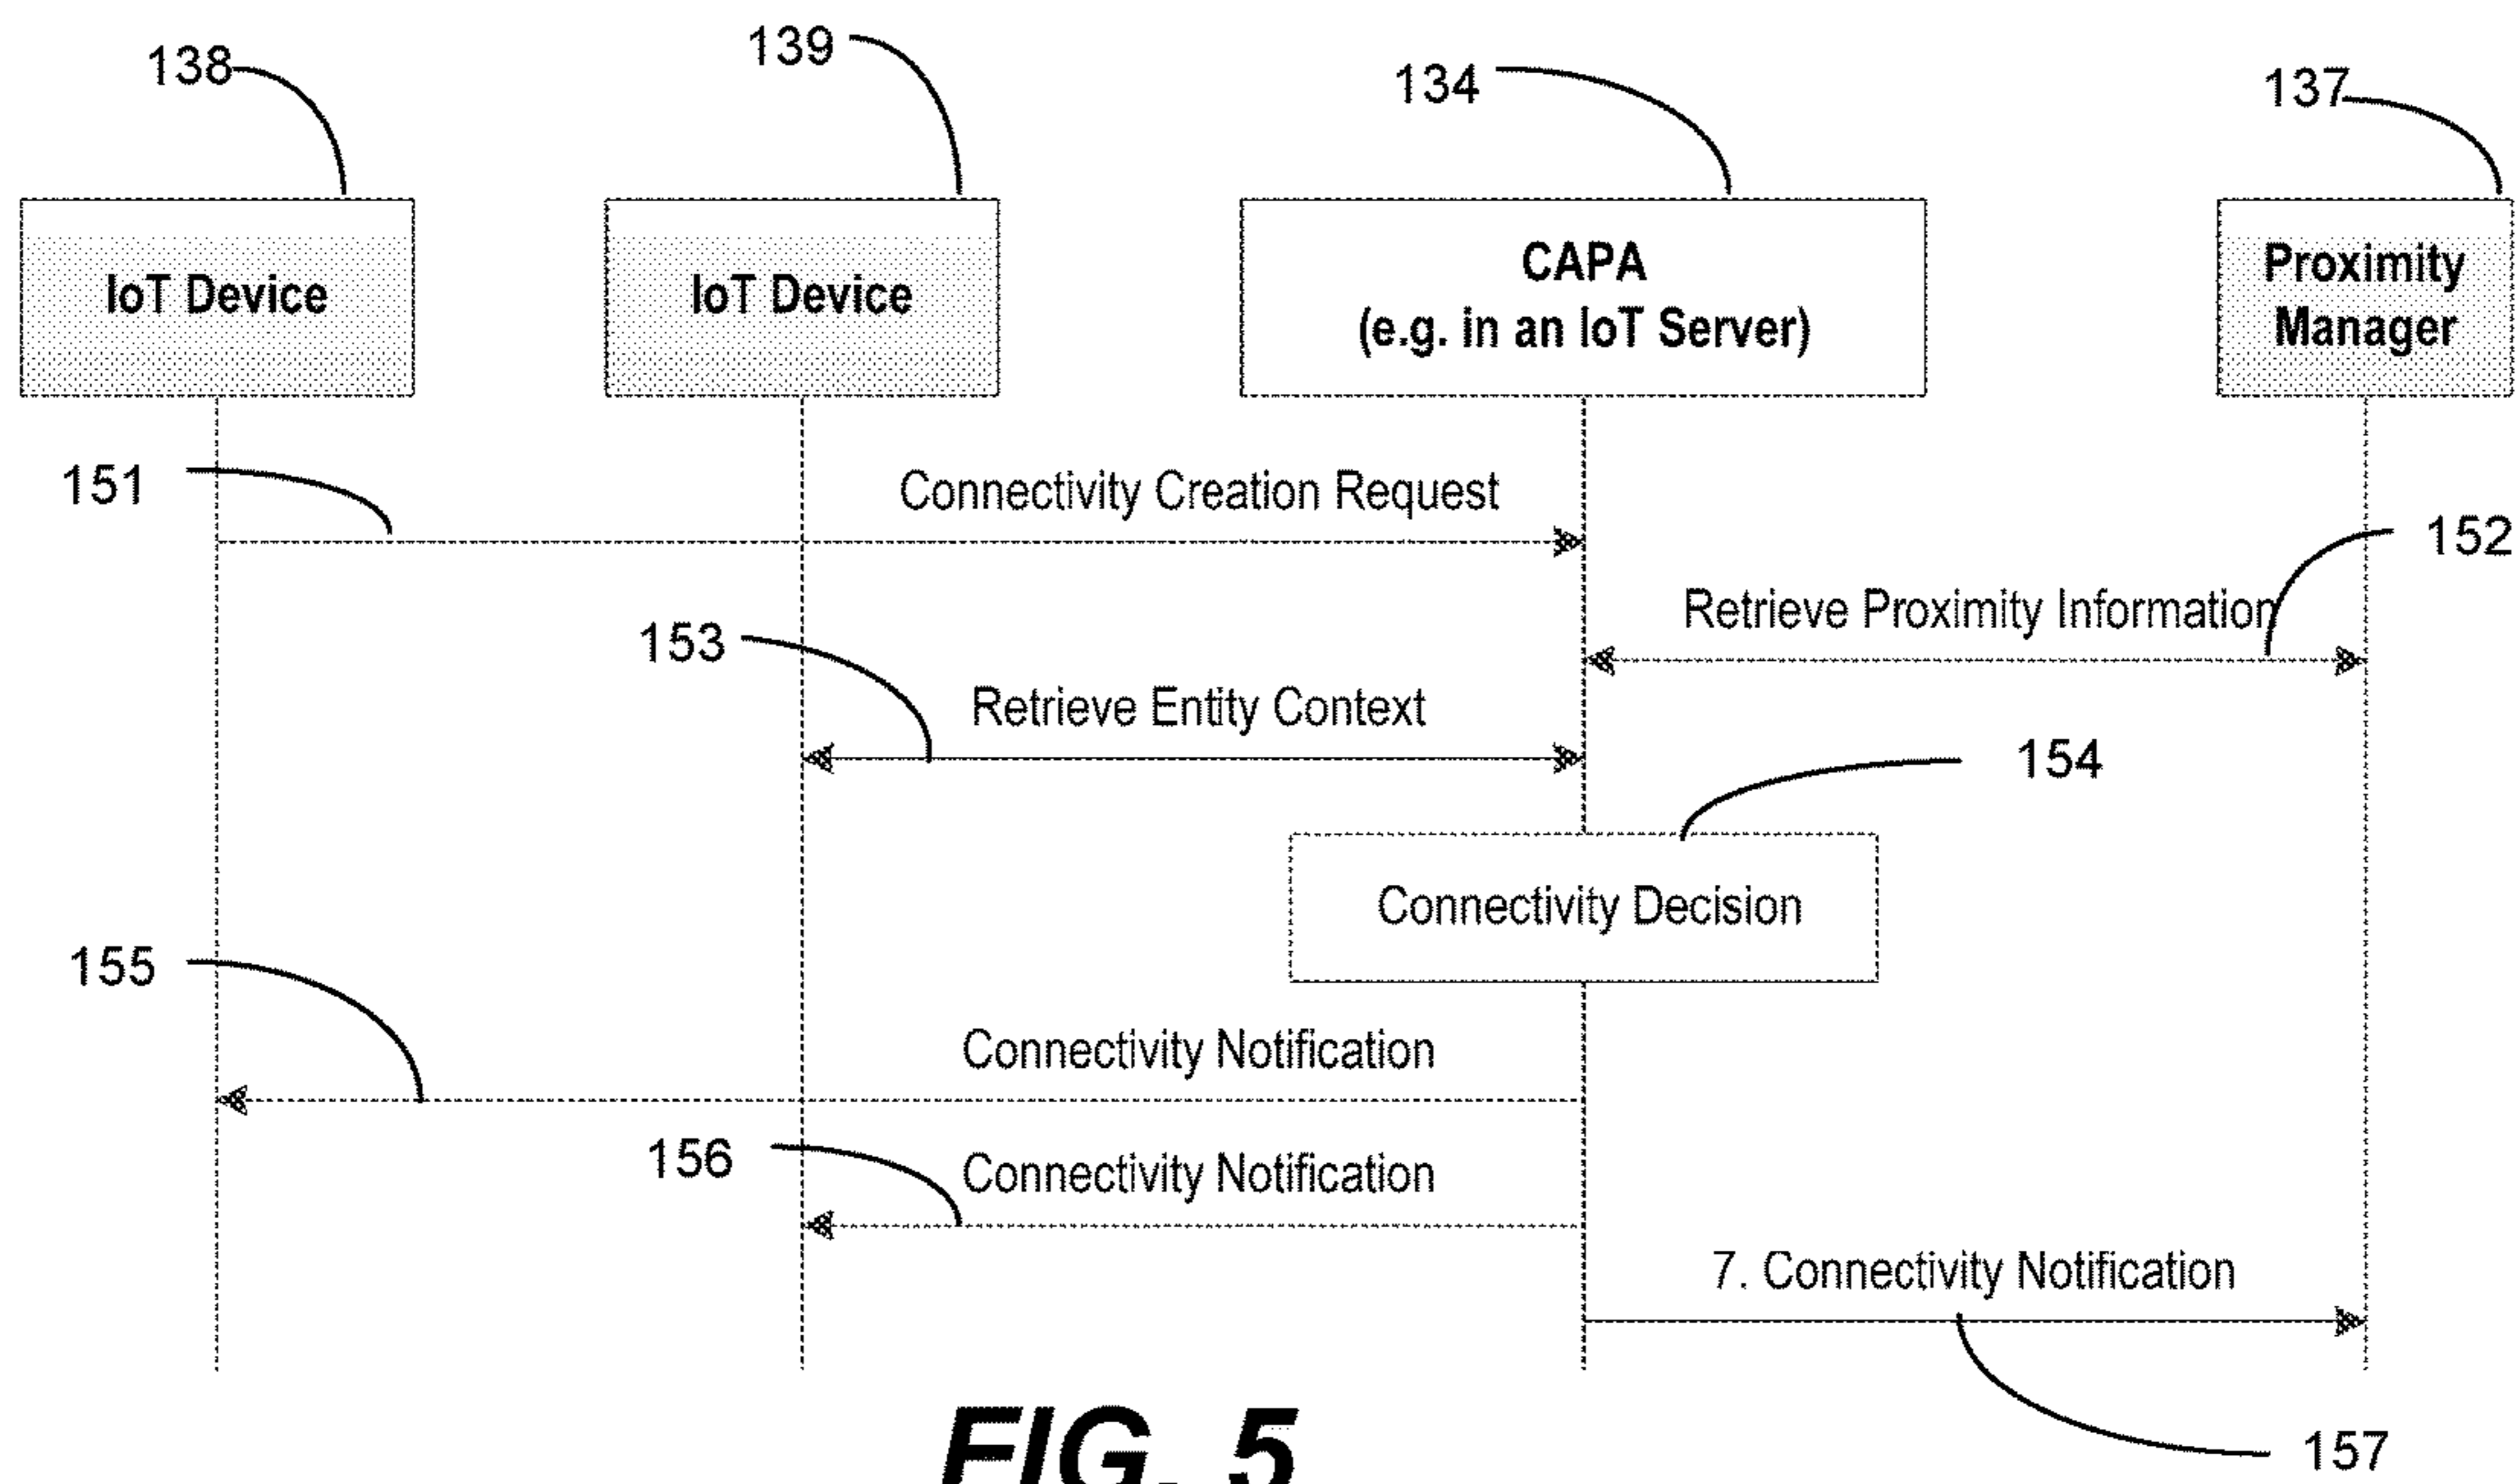 138
139
134
137
IoT Device
IoT Device
CAPA
(e.g. in an IoT Server)
Proximity
Manager
151
Connectivity Creation Request
152
Retrieve Proximity Information
153
Retrieve Entity Context
154
Connectivity Decision
155
Connectivity Notification
156
Connectivity Notification
7. Connectivity Notification
157
FIG. 5